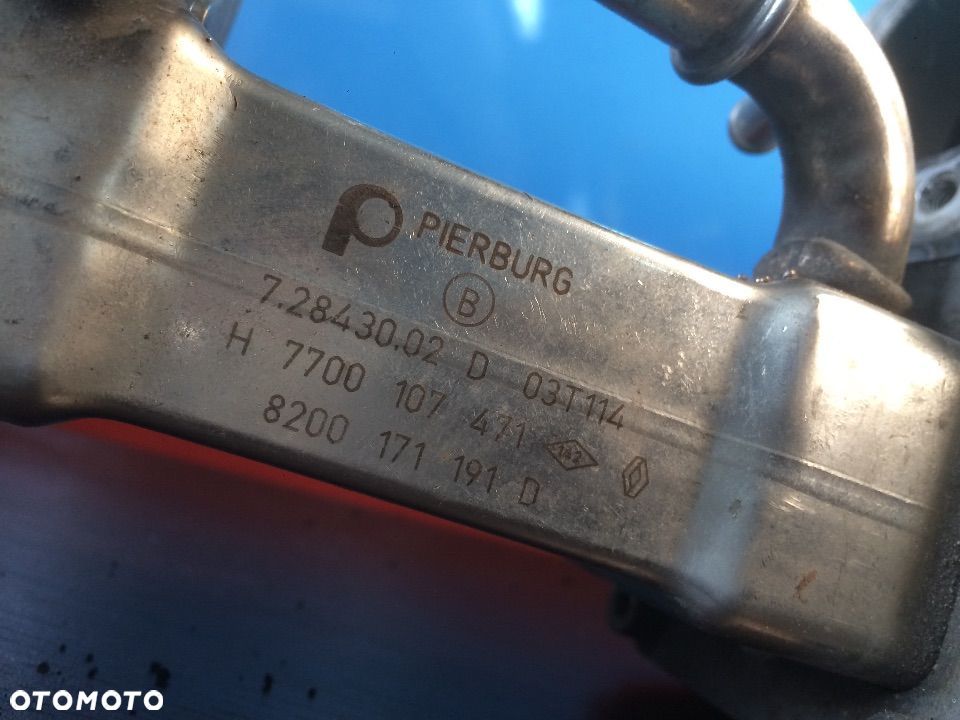 PIERBURG
B
7.28430.02 D 03T114
H 7700 107 471
8200 171 191 D
OTOMOTO